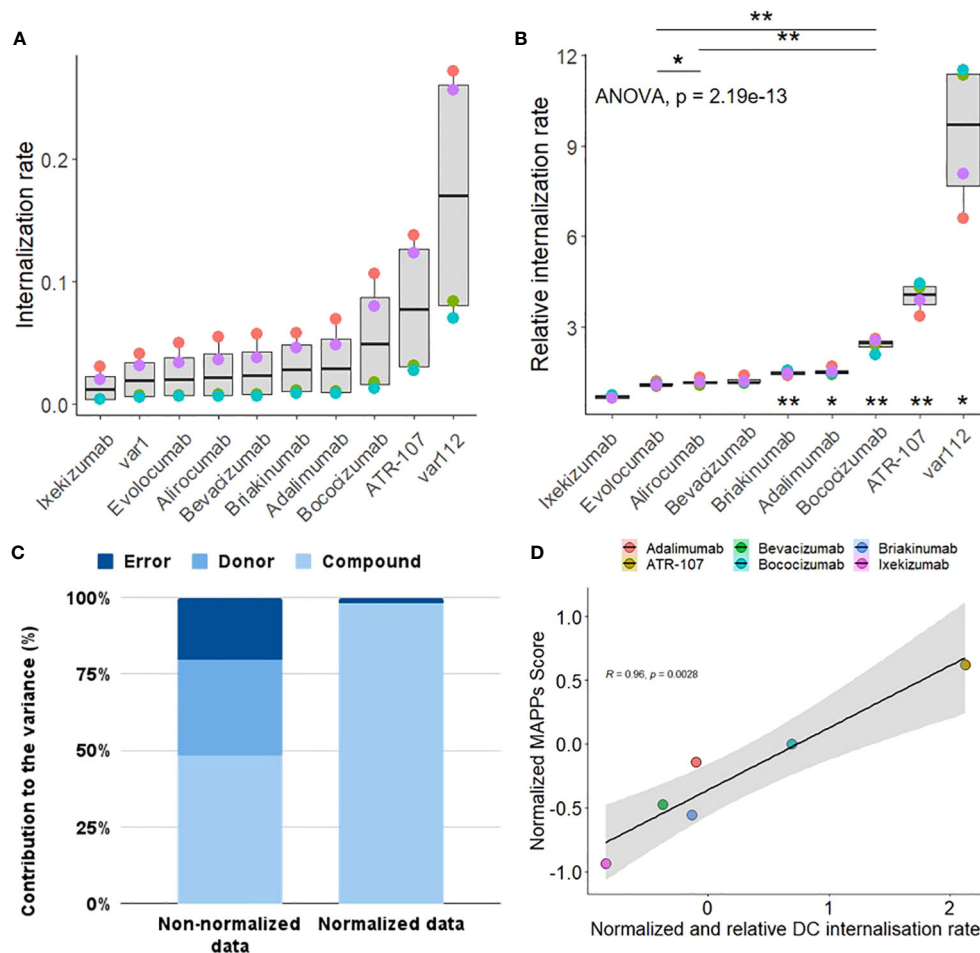 A
Internalization rate
0.2
0.1
0.0
Ixekizumab
var1
Evolocumab
Alirocumab
Bevacizumab
Briakinumab
Adalimumab
Bococizumab
ATR-107
var112
B
**
**
*
ANOVA, p = 2.19e-13
Relative internalization rate
12
9
6
3
** * ** ** *
Ixekizumab
Evolocumab
Alirocumab
Bevacizumab
Briakinumab
Adalimumab
Bococizumab
ATR-107
var112
C
Error Donor Compound
Contribution to the variance (%)
100%
75%
50%
25%
0%
Non-normalized
data
Normalized data
D
Adalimumab Bevacizumab Briakinumab
ATR-107 Bococizumab Ixekizumab
Normalized MAPPs Score
1.0
0.5
0.0
-0.5
-1.0
R = 0.96, p = 0.0028
0 1 2
Normalized and relative DC internalisation rate